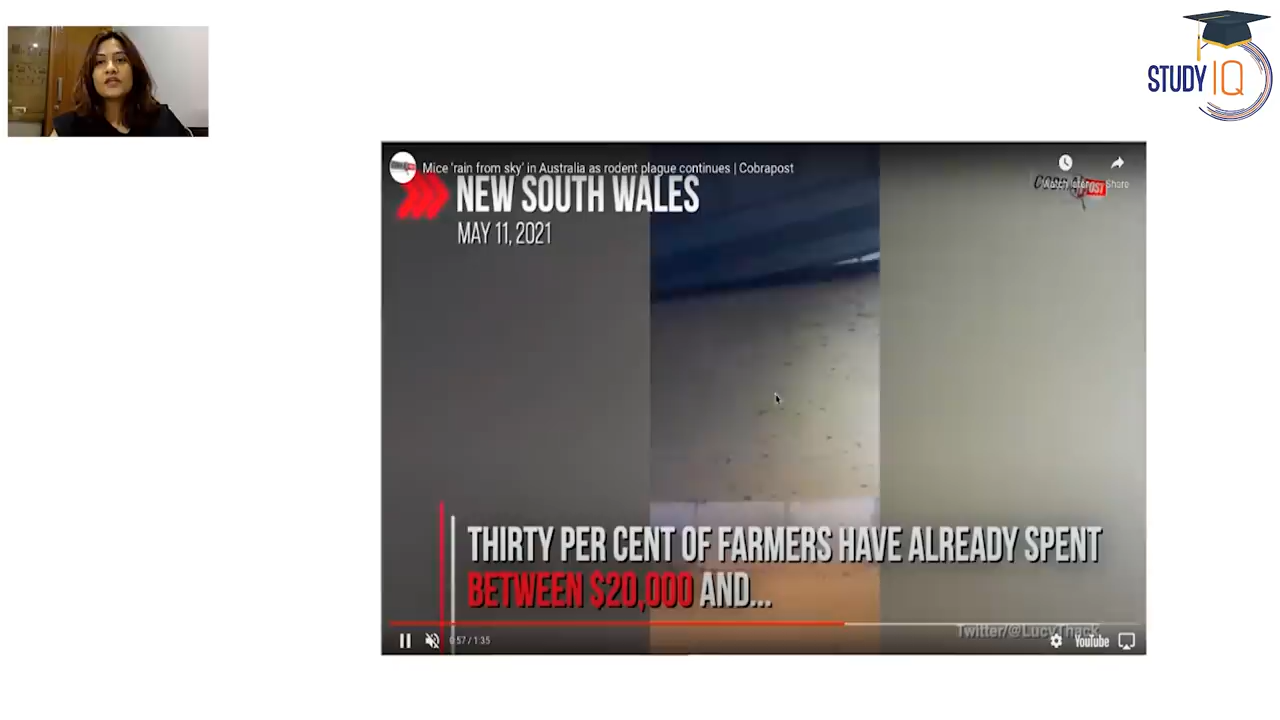 STUDY IQ
Mice 'rain from sky' in Australia as rodent plague continues | Cobrapost
NEW SOUTH WALES
MAY 11, 2021
Share
POST
THIRTY PER CENT OF FARMERS HAVE ALREADY SPENT
BETWEEN $20,000 AND...
Twitter/@LucyThack
0:57 / 1:35
YouTube